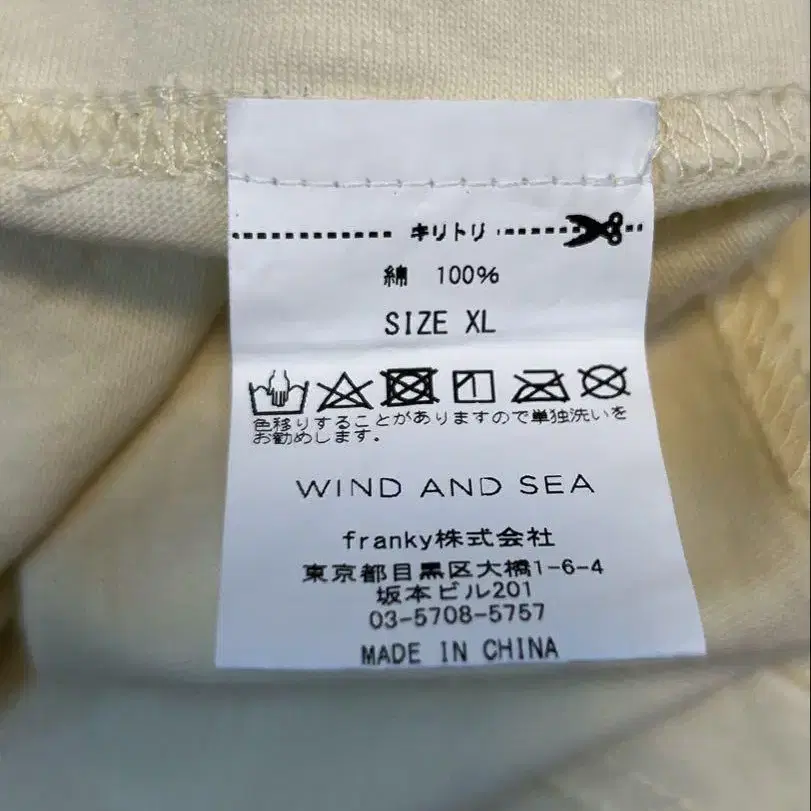 キリトリ
綿 100%
SIZE XL
色移りすることがありますので単独洗いを
お勧めします。
WIND AND SEA
franky株式会社
東京都目黒区大橋1-6-4
坂本ビル201
03-5708-5757
MADE IN CHINA